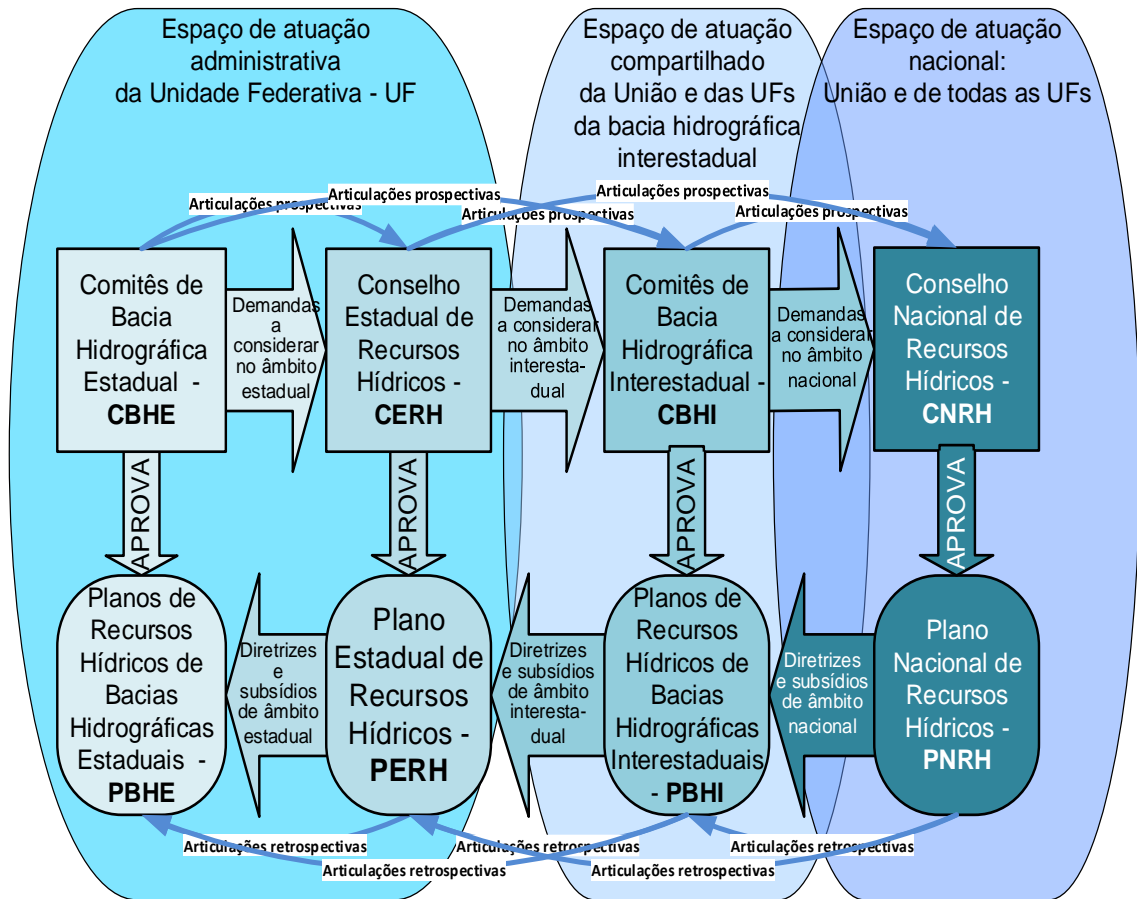 Espaço de atuação
administrativa
da Unidade Federativa - UF
Espaço de atuação
compartilhado
da União e das UFs
da bacia hidrográfica
interestadual
Espaço de atuação
nacional:
União e de todas as UFs
Articulações prospectivas
Articulações prospectivas
Articulações prospectivas
Articulações prospectivas
Articulações prospectivas
Comitês de
Bacia
Hidrográfica
Estadual -
CBHE
Demandas
a
considerar
no âmbito
estadual
Conselho
Estadual de
Recursos
Hídricos -
CERH
Demandas
a considerar
no âmbito
interesta-
dual
Comitês de
Bacia
Hidrográfica
Interestadual -
CBHI
Demandas
a considerar
no âmbito
nacional
Conselho
Nacional de
Recursos
Hídricos -
CNRH
APROVA
APROVA
APROVA
APROVA
Planos de
Recursos
Hídricos de
Bacias
Hidrográficas
Estaduais -
PBHE
Diretrizes
e
subsídios
de âmbito
estadual
Plano
Estadual de
Recursos
Hídricos -
PERH
Diretrizes
e subsídios
de âmbito
interesta-
dual
Planos de
Recursos
Hídricos de
Bacias
Hidrográficas
Interestaduais
- PBHI
Diretrizes
e subsídios
de âmbito
nacional
Plano
Nacional de
Recursos
Hídricos -
PNRH
Articulações retrospectivas
Articulações retrospectivas
Articulações retrospectivas
Articulações retrospectivas
Articulações retrospectivas